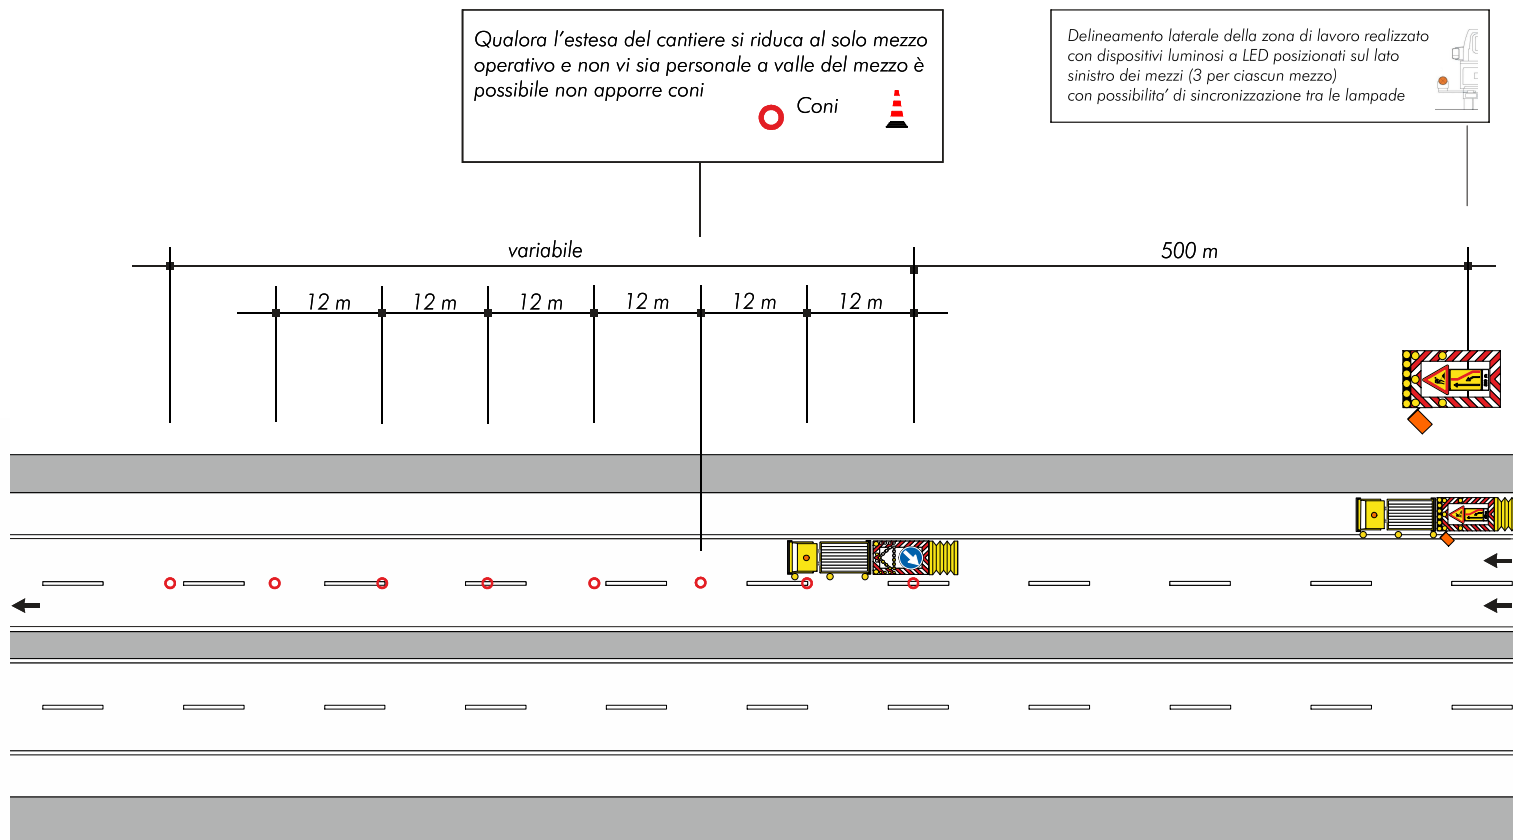 Qualora l'estesa del cantiere si riduca al solo mezzo
operativo e non vi sia personale a valle del mezzo è
possibile non apporre coni
Coni
Delineamento laterale della zona di lavoro realizzato
con dispositivi luminosi a LED posizionati sul lato
sinistro dei mezzi (3 per ciascun mezzo)
con possibilita' di sincronizzazione tra le lampade
variabile
500 m
12 m
12 m
12 m
12 m
12 m
12 m